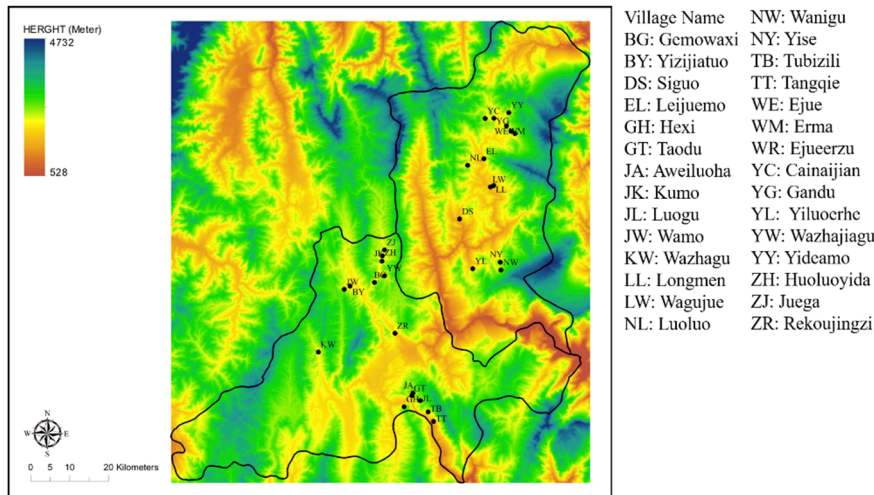 HERGHT (Meter)
4732
528
YY
YC
YG
WE
WM
EL
NL
LW
LL
DS
ZJ
ZH
NY
YL
NW
YW
BG
JW
BY
ZR
KW
JA
GT
GH
JL
TB
TT
N
W E
S
0 5 10 20 Kilometers
Village Name
BG: Gemowaxi
BY: Yizijiatuo
DS: Siguo
EL: Leijuemo
GH: Hexi
GT: Taodu
JA: Aweiluoha
JK: Kumo
JL: Luogu
JW: Wamo
KW: Wazhagu
LL: Longmen
LW: Wagujue
NL: Luoluo
NW: Wanigu
NY: Yise
TB: Tubizili
TT: Tangqie
WE: Ejue
WM: Erma
WR: Ejueerzu
YC: Cainaijian
YG: Gandu
YL: Yiluoerhe
YW: Wazhajiagu
YY: Yideamo
ZH: Huoluoyida
ZJ: Juega
ZR: Rekoujingzi